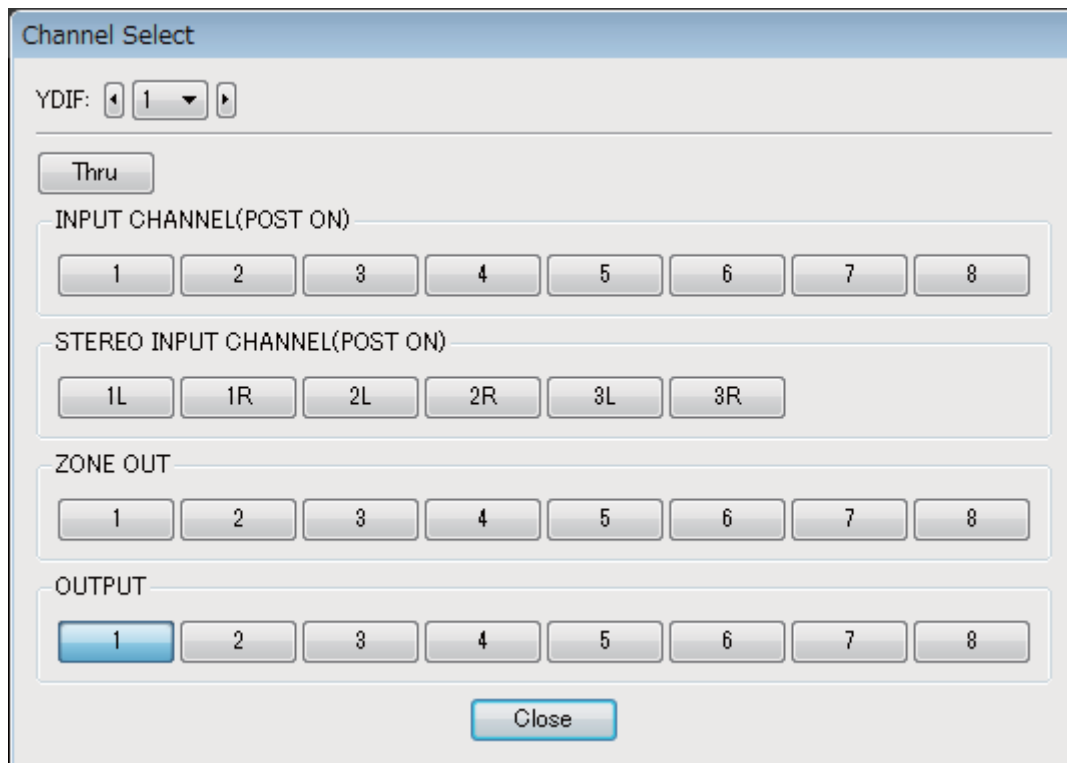 Channel Select
YDIF: 1
Thru
INPUT CHANNEL(POST ON)
1 2 3 4 5 6 7 8
STEREO INPUT CHANNEL(POST ON)
1L 1R 2L 2R 3L 3R
ZONE OUT
1 2 3 4 5 6 7 8
OUTPUT
1 2 3 4 5 6 7 8
Close